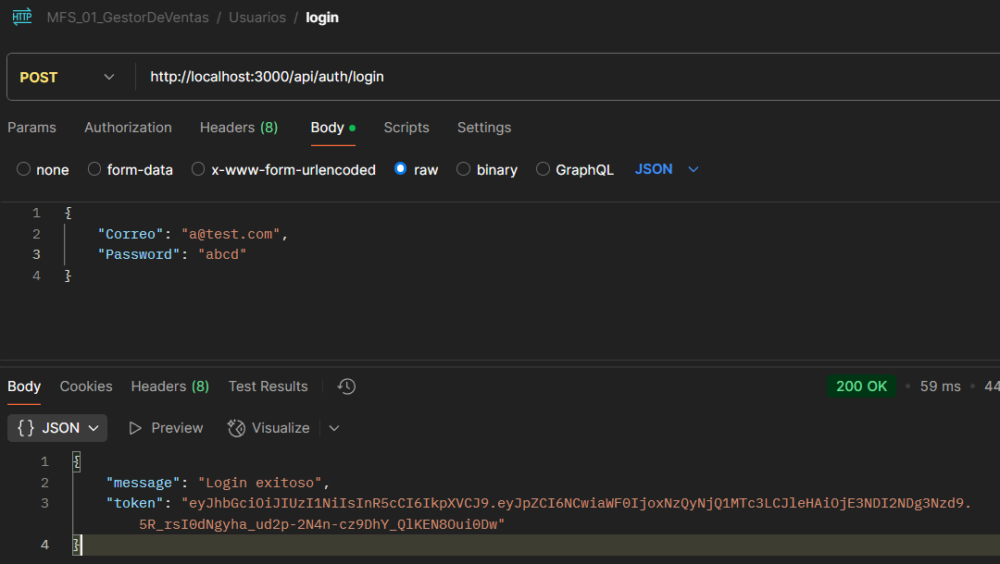 HTTP MFS_01_GestorDeVentas / Usuarios / login
POST http://localhost:3000/api/auth/login
Params Authorization Headers (8) Body Scripts Settings
none form-data x-www-form-urlencoded raw binary GraphQL JSON
1 {
2 "Correo": "a@test.com",
3 "Password": "abcd"
4 }
Body Cookies Headers (8) Test Results 200 OK 59 ms 44
{} JSON Preview Visualize
1 {
2 "message": "Login exitoso",
3 "token": "eyJhbGciOiJIUzI1NiIsInR5cCI6IkpXVCJ9.eyJpZCI6NCwiaWF0IjoxNzQyNjQ1MTc3LCJleHAiOjE3NDI2NDg3Nzd9.
5R_rsI0dNgyha_ud2p-2N4n-cz9DhY_QlKEN8Oui0Dw"
4 }